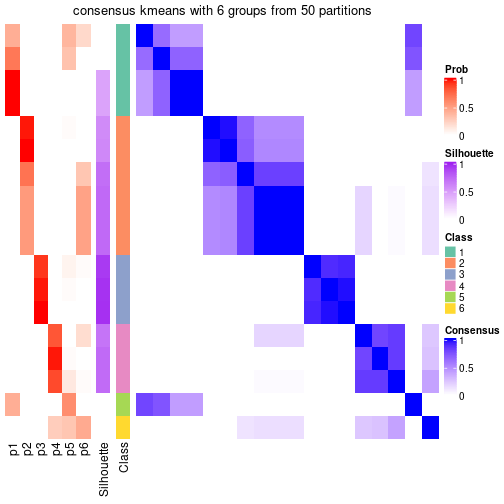 consensus kmeans with 6 groups from 50 partitions
Prob
1
0.5
0
Silhouette
1
0.5
0
Class
1
2
3
4
5
6
Consensus
1
0.5
0
p1
p2
p3
p4
p5
p6
Silhouette
Class